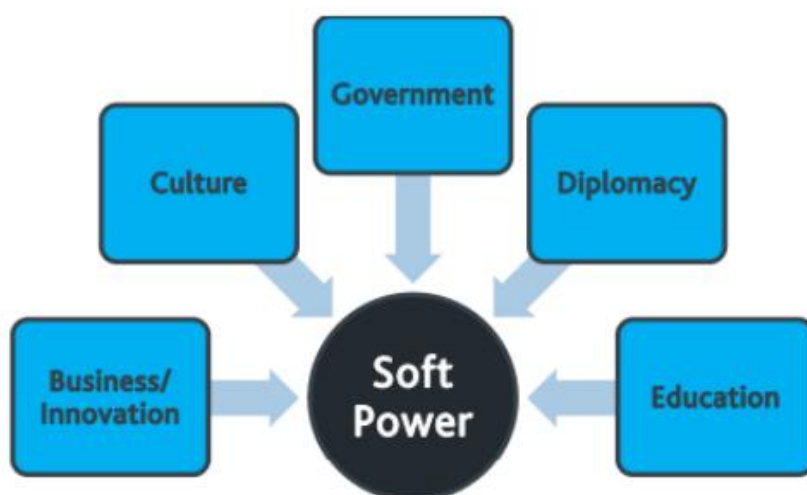 Government
Culture
Diplomacy
Business/
Innovation
Soft
Power
Education